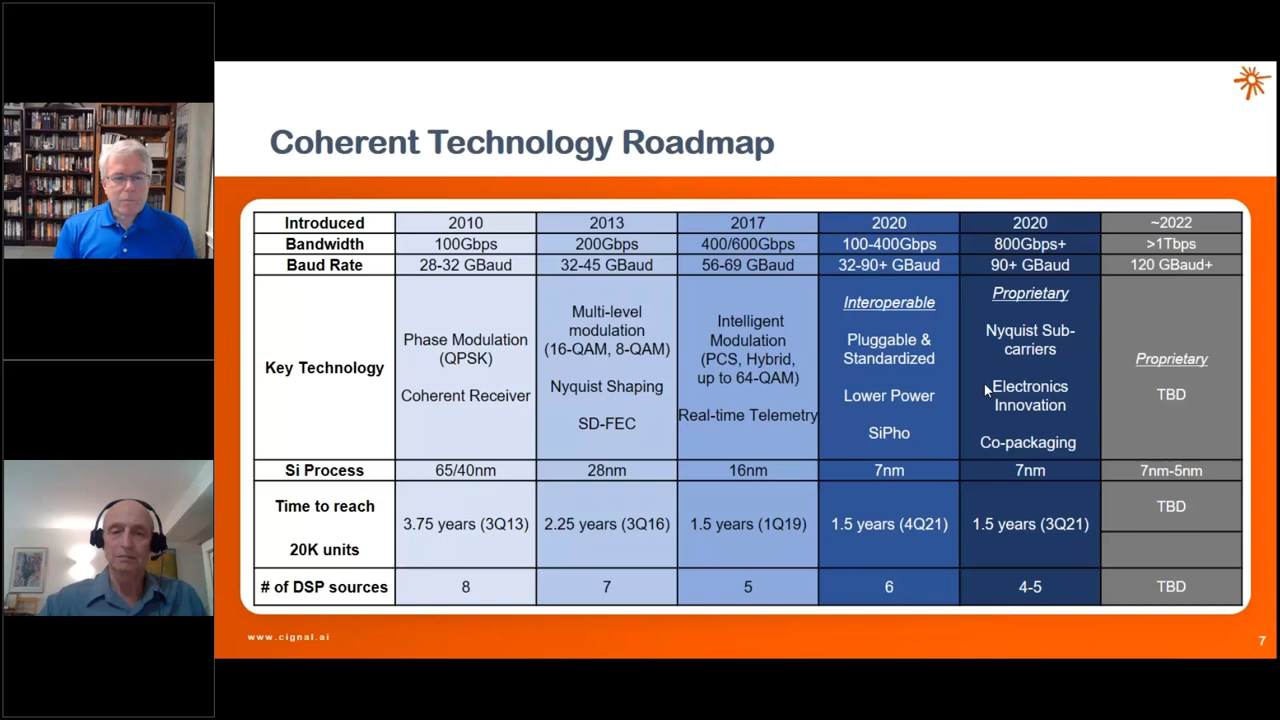 Coherent Technology Roadmap
Introduced 2010 2013 2017 2020 2020 ~2022
Bandwidth 100Gbps 200Gbps 400/600Gbps 100-400Gbps 800Gbps+ >1Tbps
Baud Rate 28-32 GBaud 32-45 GBaud 56-69 GBaud 32-90+ GBaud 90+ GBaud 120 GBaud+
Key Technology
Phase Modulation
(QPSK)
Coherent Receiver
Multi-level
modulation
(16-QAM, 8-QAM)
Nyquist Shaping
SD-FEC
Intelligent
Modulation
(PCS, Hybrid,
up to 64-QAM)
Real-time Telemetry
Interoperable
Pluggable &
Standardized
Lower Power
SiPho
Proprietary
Nyquist Sub-
carriers
Electronics
Innovation
Co-packaging
Proprietary
TBD
Si Process 65/40nm 28nm 16nm 7nm 7nm 7nm-5nm
Time to reach
20K units
3.75 years (3Q13) 2.25 years (3Q16) 1.5 years (1Q19) 1.5 years (4Q21) 1.5 years (3Q21) TBD
# of DSP sources 8 7 5 6 4-5 TBD
www.cignal.ai
7